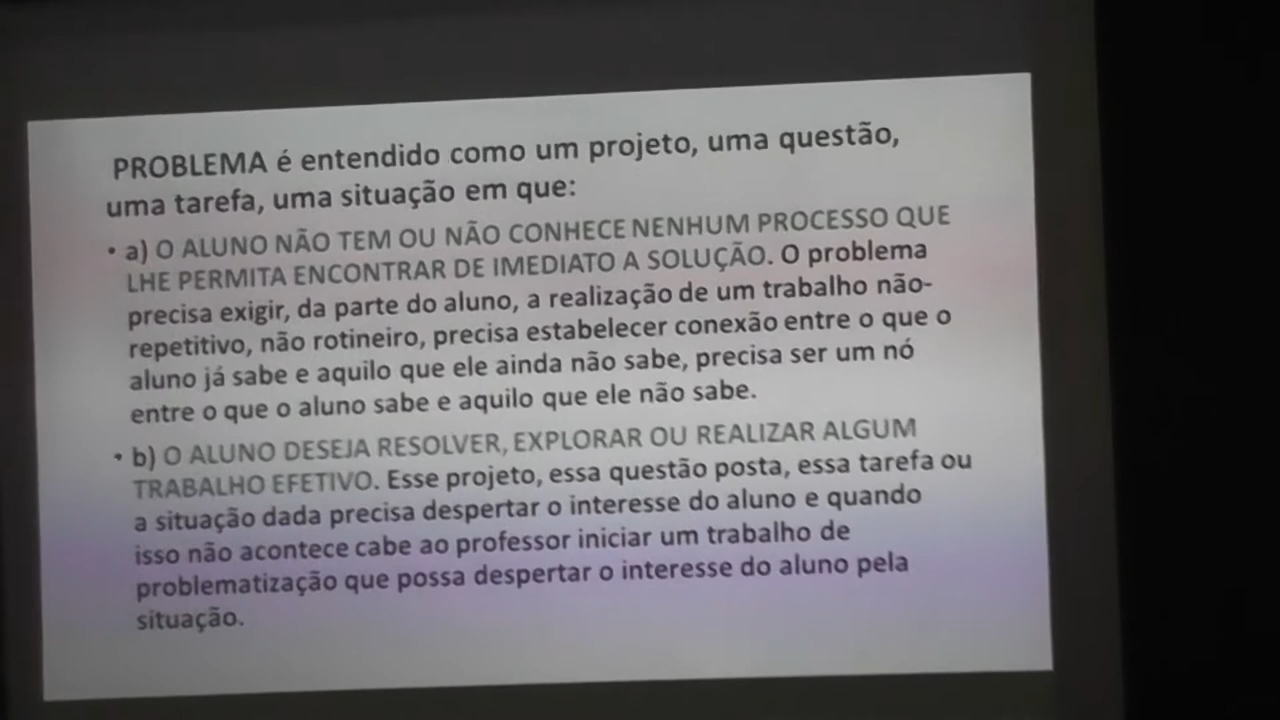 PROBLEMA é entendido como um projeto, uma questão,
uma tarefa, uma situação em que:
• a) O ALUNO NÃO TEM OU NÃO CONHECE NENHUM PROCESSO QUE
LHE PERMITA ENCONTRAR DE IMEDIATO A SOLUÇÃO. O problema
precisa exigir, da parte do aluno, a realização de um trabalho não-
repetitivo, não rotineiro, precisa estabelecer conexão entre o que o
aluno já sabe e aquilo que ele ainda não sabe, precisa ser um nó
entre o que o aluno sabe e aquilo que ele não sabe.
• b) O ALUNO DESEJA RESOLVER, EXPLORAR OU REALIZAR ALGUM
TRABALHO EFETIVO. Esse projeto, essa questão posta, essa tarefa ou
a situação dada precisa despertar o interesse do aluno e quando
isso não acontece cabe ao professor iniciar um trabalho de
problematização que possa despertar o interesse do aluno pela
situação.